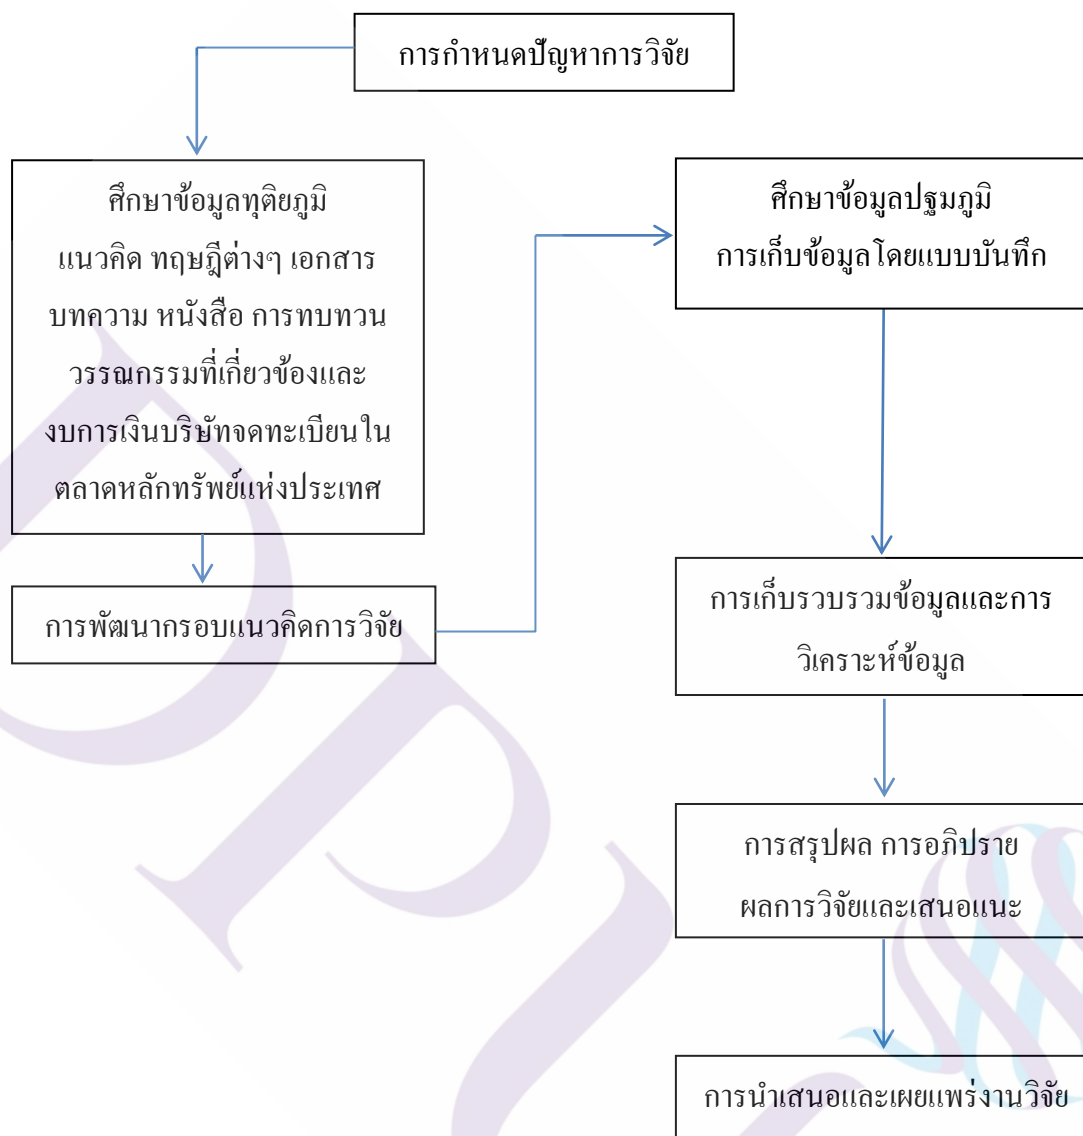 การกำหนดปัญหาการวิจัย
ศึกษาข้อมูลทุติยภูมิ
แนวคิด ทฤษฎีต่างๆ เอกสาร
บทความ หนังสือ การทบทวน
วรรณกรรมที่เกี่ยวข้องและ
งบการเงินบริษัทจดทะเบียนใน
ตลาดหลักทรัพย์แห่งประเทศ
การพัฒนากรอบแนวคิดการวิจัย
ศึกษาข้อมูลปฐมภูมิ
การเก็บข้อมูลโดยแบบบันทึก
การเก็บรวบรวมข้อมูลและการ
วิเคราะห์ข้อมูล
การสรุปผล การอภิปราย
ผลการวิจัยและเสนอแนะ
การนำเสนอและเผยแพร่งานวิจัย